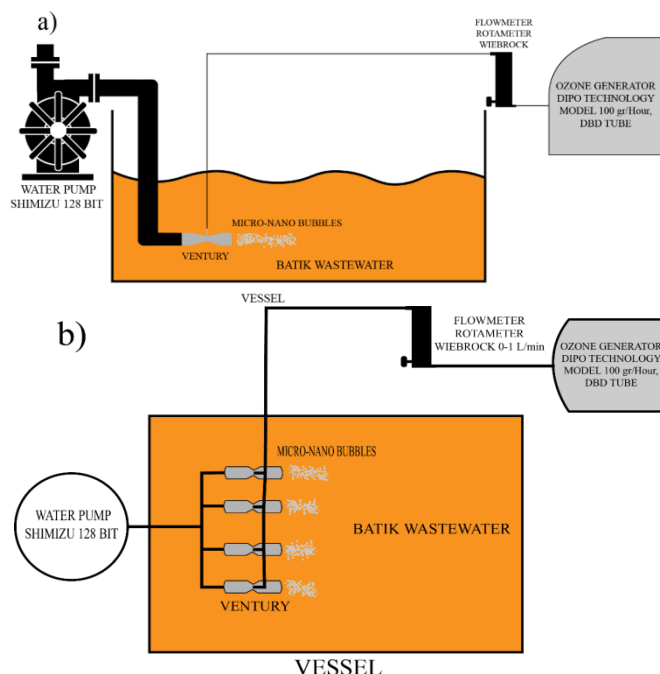 a)
FLOWMETER
ROTAMETER
WIEBROCK
OZONE GENERATOR
DIPO TECHNOLOGY
MODEL 100 gr/Hour,
DBD TUBE
WATER PUMP
SHIMIZU 128 BIT
MICRO-NANO BUBBLES
VENTURY
BATIK WASTEWATER
b)
VESSEL
FLOWMETER
ROTAMETER
WIEBROCK 0-1 L/min
OZONE GENERATOR
DIPO TECHNOLOGY
MODEL 100 gr/Hour,
DBD TUBE
MICRO-NANO BUBBLES
WATER PUMP
SHIMIZU 128 BIT
BATIK WASTEWATER
VENTURY
VESSEL